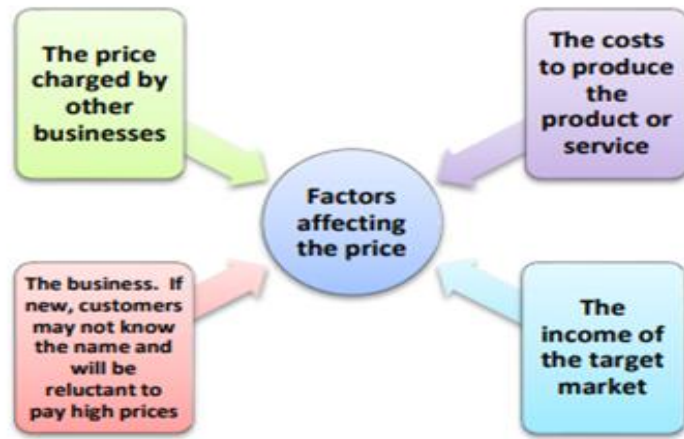 The price
charged by
other
businesses
The costs
to produce
the
product or
service
Factors
affecting
the price
The business.  If
new, customers
may not know
the name and
will be
reluctant to
pay high prices
The
income of
the target
market